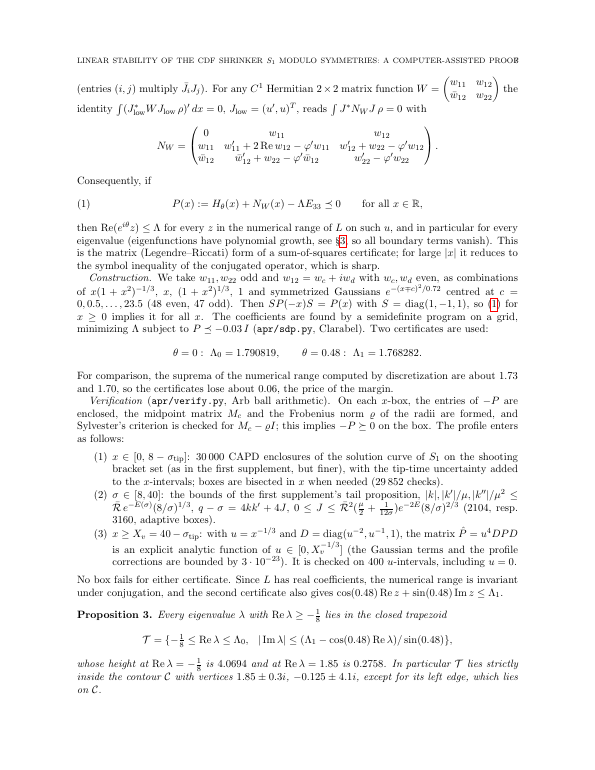 LINEAR STABILITY OF THE CDF SHRINKER S₁ MODULO SYMMETRIES: A COMPUTER-ASSISTED PROOF
(entries (i, j) multiply J̄ᵢJⱼ). For any C¹ Hermitian 2 × 2 matrix function W = (w₁₁ w₁₂; w̄₁₂ w₂₂) the
identity ∫(J*_low W J_low ρ)′ dx = 0, J_low = (u′, u)ᵀ, reads ∫ J*N_W J ρ = 0 with
N_W = (0 w₁₁ w₁₂; w₁₁ w′₁₁ + 2 Re w₁₂ − φ′w₁₁ w′₁₂ + w₂₂ − φ′w₁₂; w̄₁₂ w̄′₁₂ + w₂₂ − φ′w̄₁₂ w′₂₂ − φ′w₂₂).
Consequently, if
(1) P(x) := H_θ(x) + N_W(x) − ΛE₃₃ ⪯ 0 for all x ∈ ℝ,
then Re(e^{iθ}z) ≤ Λ for every z in the numerical range of L on such u, and in particular for every
eigenvalue (eigenfunctions have polynomial growth, see §3, so all boundary terms vanish). This
is the matrix (Legendre–Riccati) form of a sum-of-squares certificate; for large |x| it reduces to
the symbol inequality of the conjugated operator, which is sharp.
Construction. We take w₁₁, w₂₂ odd and w₁₂ = w_c + iw_d with w_c, w_d even, as combinations
of x(1 + x²)^{−1/3}, x, (1 + x²)^{1/3}, 1 and symmetrized Gaussians e^{−(x∓c)²/0.72} centred at c =
0, 0.5, . . . , 23.5 (48 even, 47 odd). Then SP(−x)S = P(x) with S = diag(1, −1, 1), so (1) for
x ≥ 0 implies it for all x. The coefficients are found by a semidefinite program on a grid,
minimizing Λ subject to P ⪯ −0.03 I (apr/sdp.py, Clarabel). Two certificates are used:
θ = 0 : Λ₀ = 1.790819, θ = 0.48 : Λ₁ = 1.768282.
For comparison, the suprema of the numerical range computed by discretization are about 1.73
and 1.70, so the certificates lose about 0.06, the price of the margin.
Verification (apr/verify.py, Arb ball arithmetic). On each x-box, the entries of −P are
enclosed, the midpoint matrix M_c and the Frobenius norm ϱ of the radii are formed, and
Sylvester's criterion is checked for M_c − ϱI; this implies −P ⪰ 0 on the box. The profile enters
as follows:
(1) x ∈ [0, 8 − σ_tip]: 30 000 CAPD enclosures of the solution curve of S₁ on the shooting
bracket set (as in the first supplement, but finer), with the tip-time uncertainty added
to the x-intervals; boxes are bisected in x when needed (29 852 checks).
(2) σ ∈ [8, 40]: the bounds of the first supplement's tail proposition, |k|, |k′|/μ, |k″|/μ² ≤
R̄ e^{−E(σ)}(8/σ)^{1/3}, q − σ = 4kk′ + 4J, 0 ≤ J ≤ R̄²(μ/2 + 1/(12σ))e^{−2E}(8/σ)^{2/3} (2104, resp.
3160, adaptive boxes).
(3) x ≥ X_v = 40 − σ_tip: with u = x^{−1/3} and D = diag(u^{−2}, u^{−1}, 1), the matrix P̂ = u⁴DPD
is an explicit analytic function of u ∈ [0, X_v^{−1/3}] (the Gaussian terms and the profile
corrections are bounded by 3 · 10^{−23}). It is checked on 400 u-intervals, including u = 0.
No box fails for either certificate. Since L has real coefficients, the numerical range is invariant
under conjugation, and the second certificate also gives cos(0.48) Re z + sin(0.48) Im z ≤ Λ₁.
Proposition 3. Every eigenvalue λ with Re λ ≥ −1/8 lies in the closed trapezoid
𝒯 = {−1/8 ≤ Re λ ≤ Λ₀, |Im λ| ≤ (Λ₁ − cos(0.48) Re λ)/ sin(0.48)},
whose height at Re λ = −1/8 is 4.0694 and at Re λ = 1.85 is 0.2758. In particular 𝒯 lies strictly
inside the contour 𝒞 with vertices 1.85 ± 0.3i, −0.125 ± 4.1i, except for its left edge, which lies
on 𝒞.